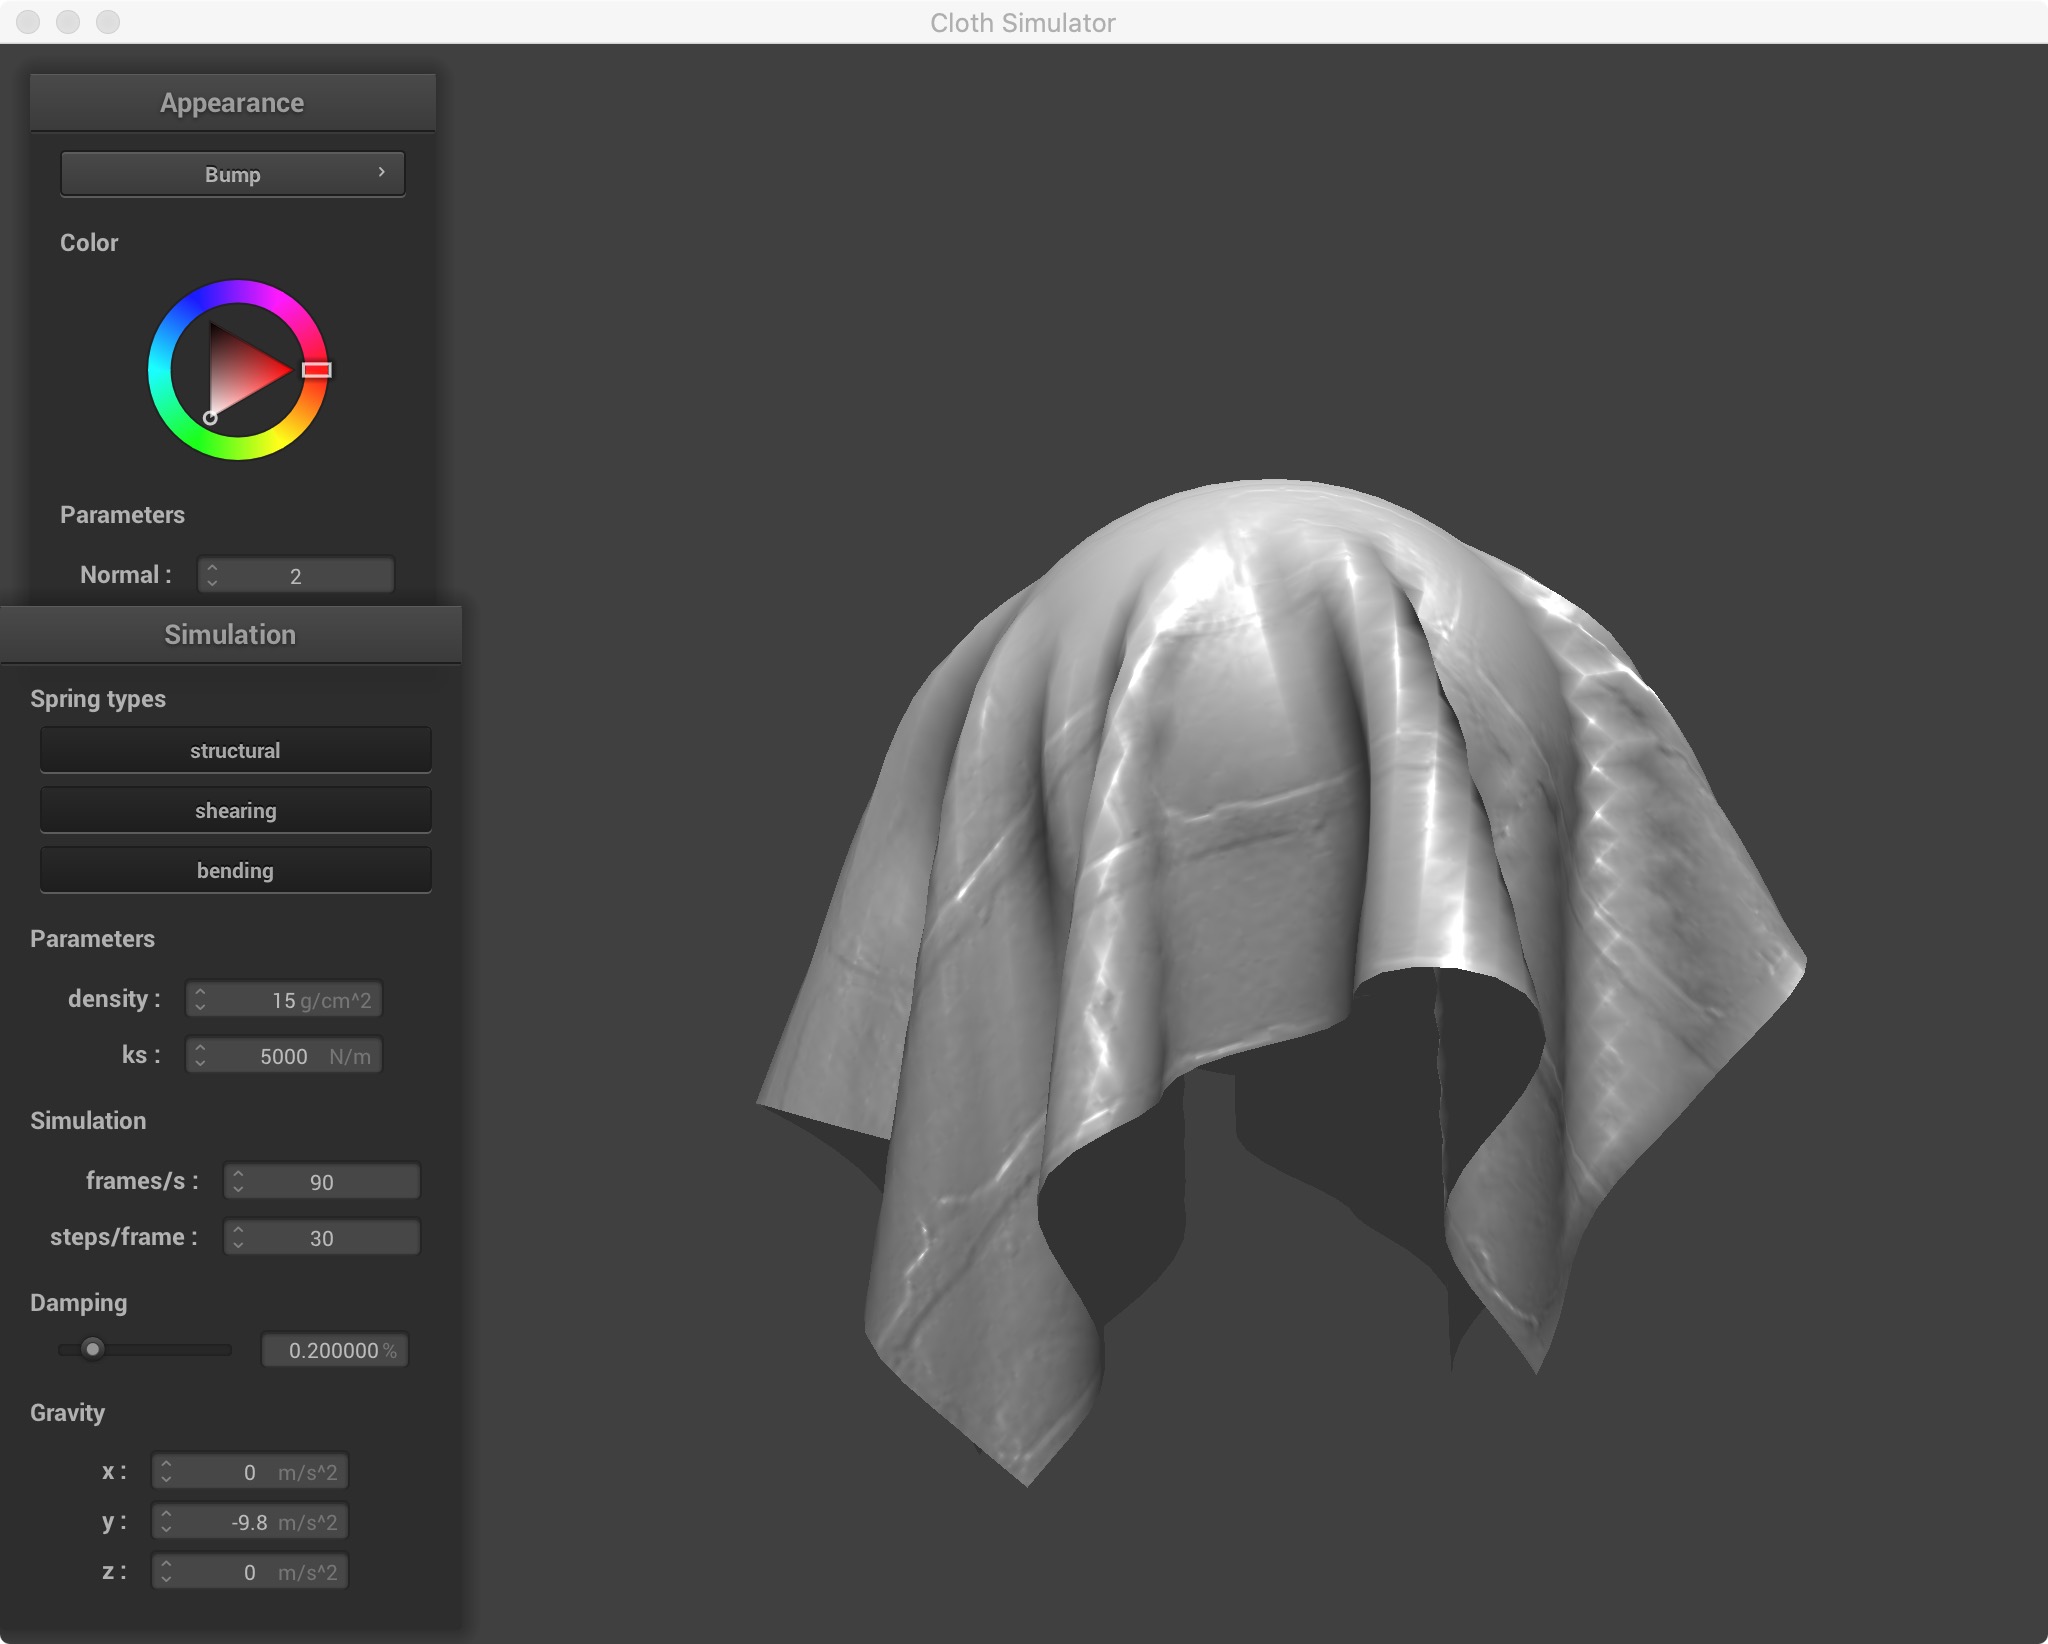 Cloth Simulator
Appearance
Bump
Color
Parameters
Normal : 2
Simulation
Spring types
structural
shearing
bending
Parameters
density : 15 g/cm^2
ks : 5000 N/m
Simulation
frames/s : 90
steps/frame : 30
Damping
0.200000 %
Gravity
x : 0 m/s^2
y : -9.8 m/s^2
z : 0 m/s^2